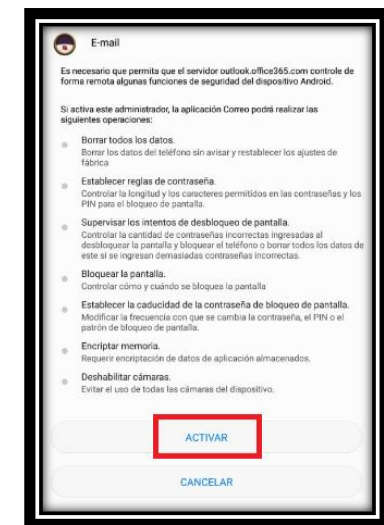 E-mail
Es necesario que permita que el servidor outlook.office365.com controle de
forma remota algunas funciones de seguridad del dispositivo Android.
Si activa este administrador, la aplicación Correo podrá realizar las
siguientes operaciones:
Borrar todos los datos.
Borrar los datos del teléfono sin avisar y restablecer los ajustes de
fábrica
Establecer reglas de contraseña.
Controlar la longitud y los caracteres permitidos en las contraseñas y los
PIN para el bloqueo de pantalla.
Supervisar los intentos de desbloqueo de pantalla.
Controlar la cantidad de contraseñas incorrectas ingresadas al
desbloquear la pantalla y bloquear el teléfono o borrar todos los datos de
este si se ingresan demasiadas contraseñas incorrectas.
Bloquear la pantalla.
Controlar cómo y cuándo se bloquea la pantalla
Establecer la caducidad de la contraseña de bloqueo de pantalla.
Modificar la frecuencia con que se cambia la contraseña, el PIN o el
patrón de bloqueo de pantalla.
Encriptar memoria.
Requerir encriptación de datos de aplicación almacenados.
Deshabilitar cámaras.
Evitar el uso de todas las cámaras del dispositivo.
ACTIVAR
CANCELAR